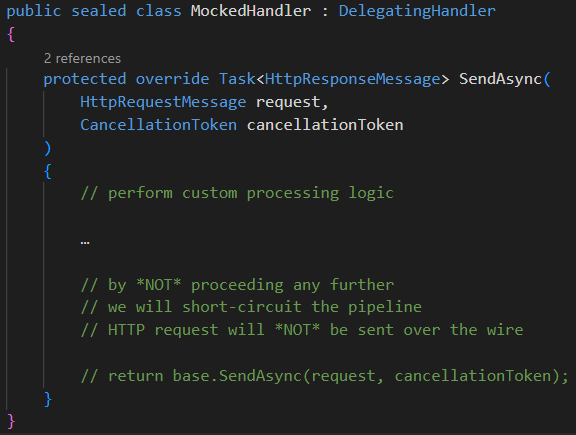 public sealed class MockedHandler : DelegatingHandler
{
2 references
protected override Task<HttpResponseMessage> SendAsync(
HttpRequestMessage request,
CancellationToken cancellationToken
)
{
// perform custom processing logic
…
// by *NOT* proceeding any further
// we will short-circuit the pipeline
// HTTP request will *NOT* be sent over the wire
// return base.SendAsync(request, cancellationToken);
}
}